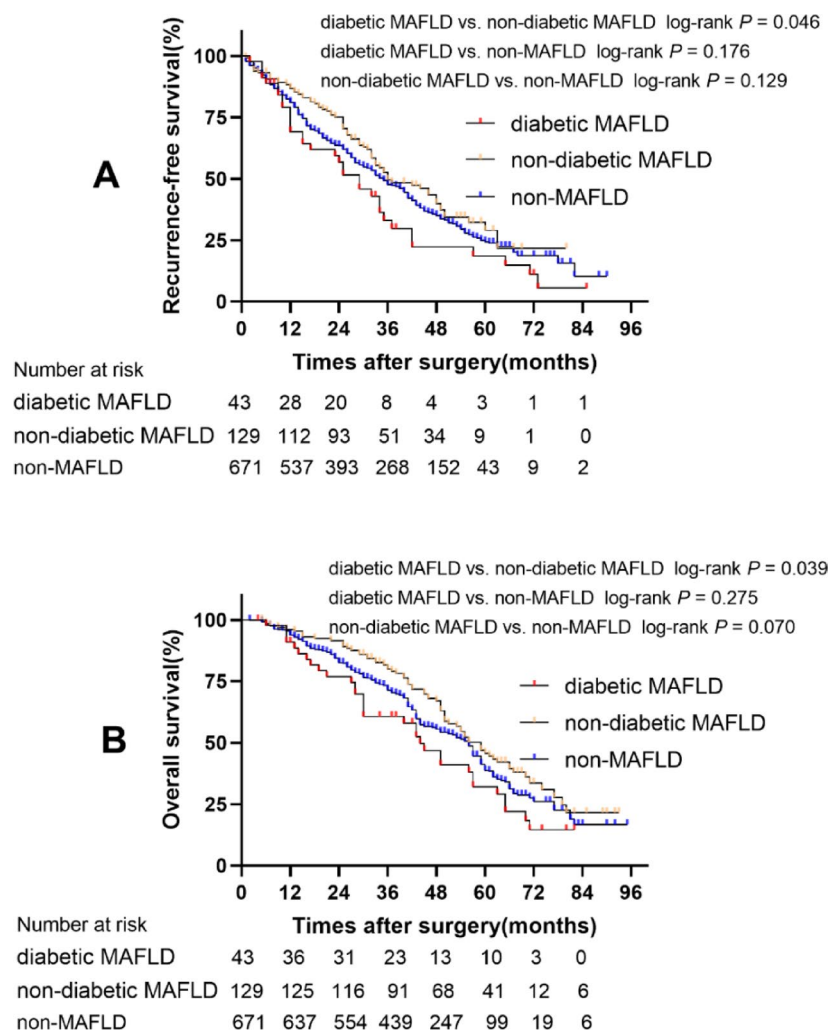 diabetic MAFLD vs. non-diabetic MAFLD log-rank P = 0.046
diabetic MAFLD vs. non-MAFLD log-rank P = 0.176
non-diabetic MAFLD vs. non-MAFLD log-rank P = 0.129
A
Recurrence-free survival(%)
100
75
50
25
0
diabetic MAFLD
non-diabetic MAFLD
non-MAFLD
0 12 24 36 48 60 72 84 96
Times after surgery(months)
Number at risk
diabetic MAFLD 43 28 20 8 4 3 1 1
non-diabetic MAFLD 129 112 93 51 34 9 1 0
non-MAFLD 671 537 393 268 152 43 9 2
diabetic MAFLD vs. non-diabetic MAFLD log-rank P = 0.039
diabetic MAFLD vs. non-MAFLD log-rank P = 0.275
non-diabetic MAFLD vs. non-MAFLD log-rank P = 0.070
B
Overall survival(%)
100
75
50
25
0
diabetic MAFLD
non-diabetic MAFLD
non-MAFLD
0 12 24 36 48 60 72 84 96
Times after surgery(months)
Number at risk
diabetic MAFLD 43 36 31 23 13 10 3 0
non-diabetic MAFLD 129 125 116 91 68 41 12 6
non-MAFLD 671 637 554 439 247 99 19 6